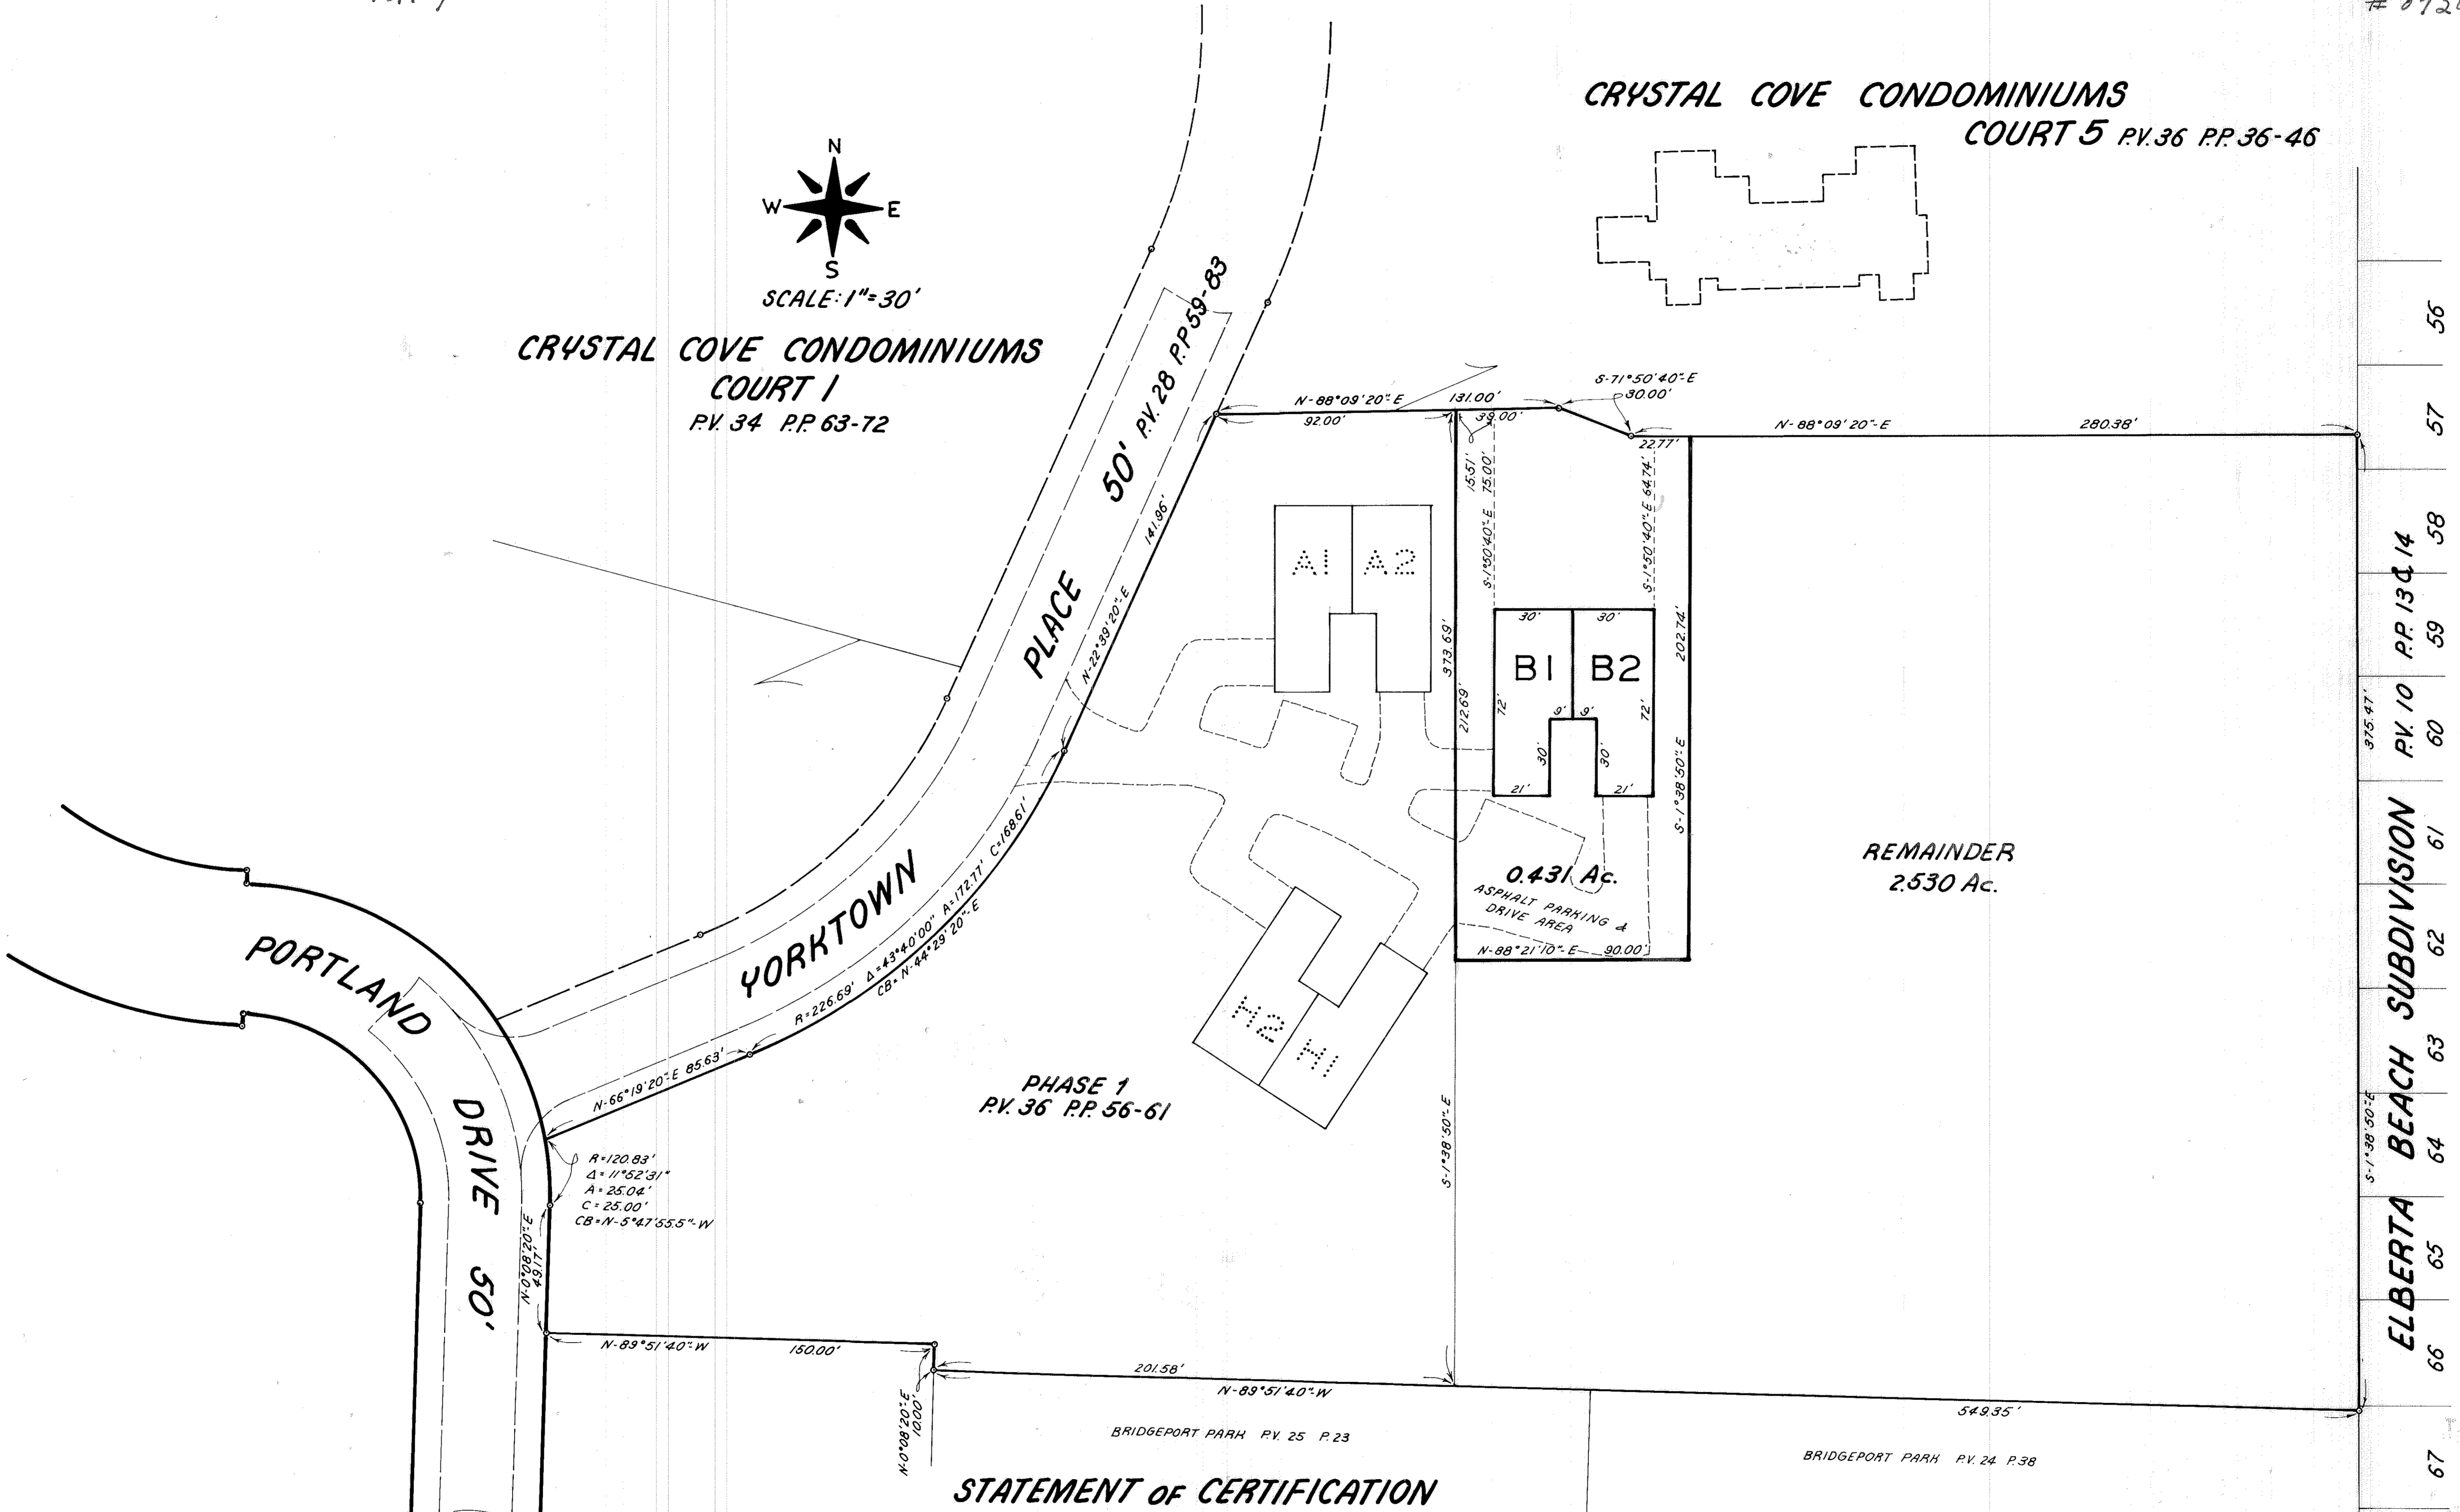 CRYSTAL COVE CONDOMINIUMS
COURT 5 P.V. 36 P.P. 36-46
N
W E
S
SCALE: 1"=30'
CRYSTAL COVE CONDOMINIUMS
COURT 1
P.V. 34 P.P. 63-72
YORKTOWN PLACE 50' P.V. 28 P.P. 59-83
N-88°09'20"-E 131.00'
92.00'
39.00'
S-71°50'40"-E
30.00'
N-88°09'20"-E 280.38'
22.77'
15.51'
S-1°50'40"-E 75.00'
S-1°50'40"-E 64.74'
141.96'
N-22°39'20"-E
A1 A2
373.69'
212.69'
30' 30'
B1 B2
72' 72'
9' 9'
30' 30'
21' 21'
202.74'
S-1°38'50"-E
0.431 Ac.
ASPHALT PARKING &
DRIVE AREA
N-88°21'10"-E 90.00'
REMAINDER
2.530 Ac.
375.47'
S-1°38'50"-E
ELBERTA BEACH SUBDIVISION P.V. 10 P.P. 13 & 14
56
57
58
59
60
61
62
63
64
65
66
67
R=226.69' Δ=43°40'00" A=172.77' C=168.61'
CB= N-44°29'20"-E
H2
H1
PORTLAND DRIVE 50'
N-66°19'20"-E 85.63'
PHASE 1
P.V. 36 P.P. 56-61
R=120.83'
Δ=11°52'31"
A=25.04'
C=25.00'
CB=N-5°47'55.5"-W
N-0°08'20"-E
49.17'
S-1°38'50"-E
N-89°51'40"-W 150.00'
N-0°08'20"-E
10.00'
201.58'
N-89°51'40"-W
549.35'
BRIDGEPORT PARK P.V. 25 P. 23
BRIDGEPORT PARK P.V. 24 P. 38
STATEMENT OF CERTIFICATION